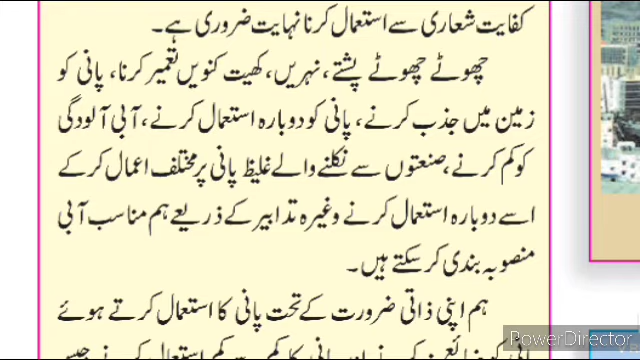 کفایت شعاری سے استعمال کرنا نہایت ضروری ہے۔
چھوٹے چھوٹے پشتے، نہریں، کھیت کنویں تعمیر کرنا، پانی کو
زمین میں جذب کرنے، پانی کو دوبارہ استعمال کرنے، آبی آلودگی
کو کم کرنے، صنعتوں سے نکلنے والے غلیظ پانی پر مختلف اعمال کر کے
اسے دوبارہ استعمال کرنے وغیرہ تدابیر کے ذریعے ہم مناسب آبی
منصوبہ بندی کر سکتے ہیں۔
ہم اپنی ذاتی ضرورت کے تحت پانی کا استعمال کرتے ہوئے
PowerDirector